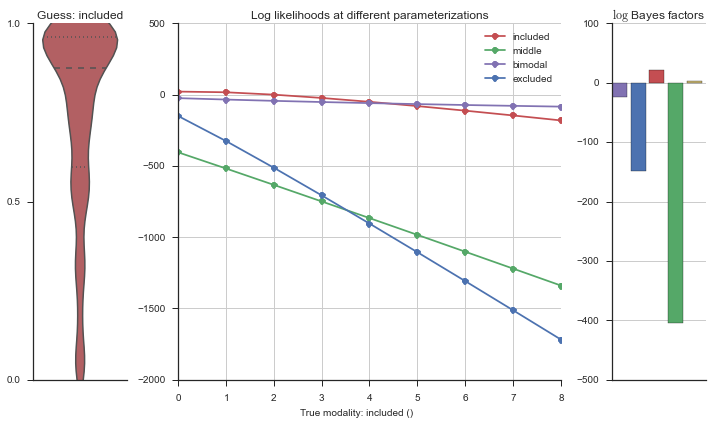 Guess: included
1.0
0.5
0.0
Log likelihoods at different parameterizations
500
0
−500
−1000
−1500
−2000
included
middle
bimodal
excluded
0 1 2 3 4 5 6 7 8
True modality: included ()
log Bayes factors
100
0
−100
−200
−300
−400
−500